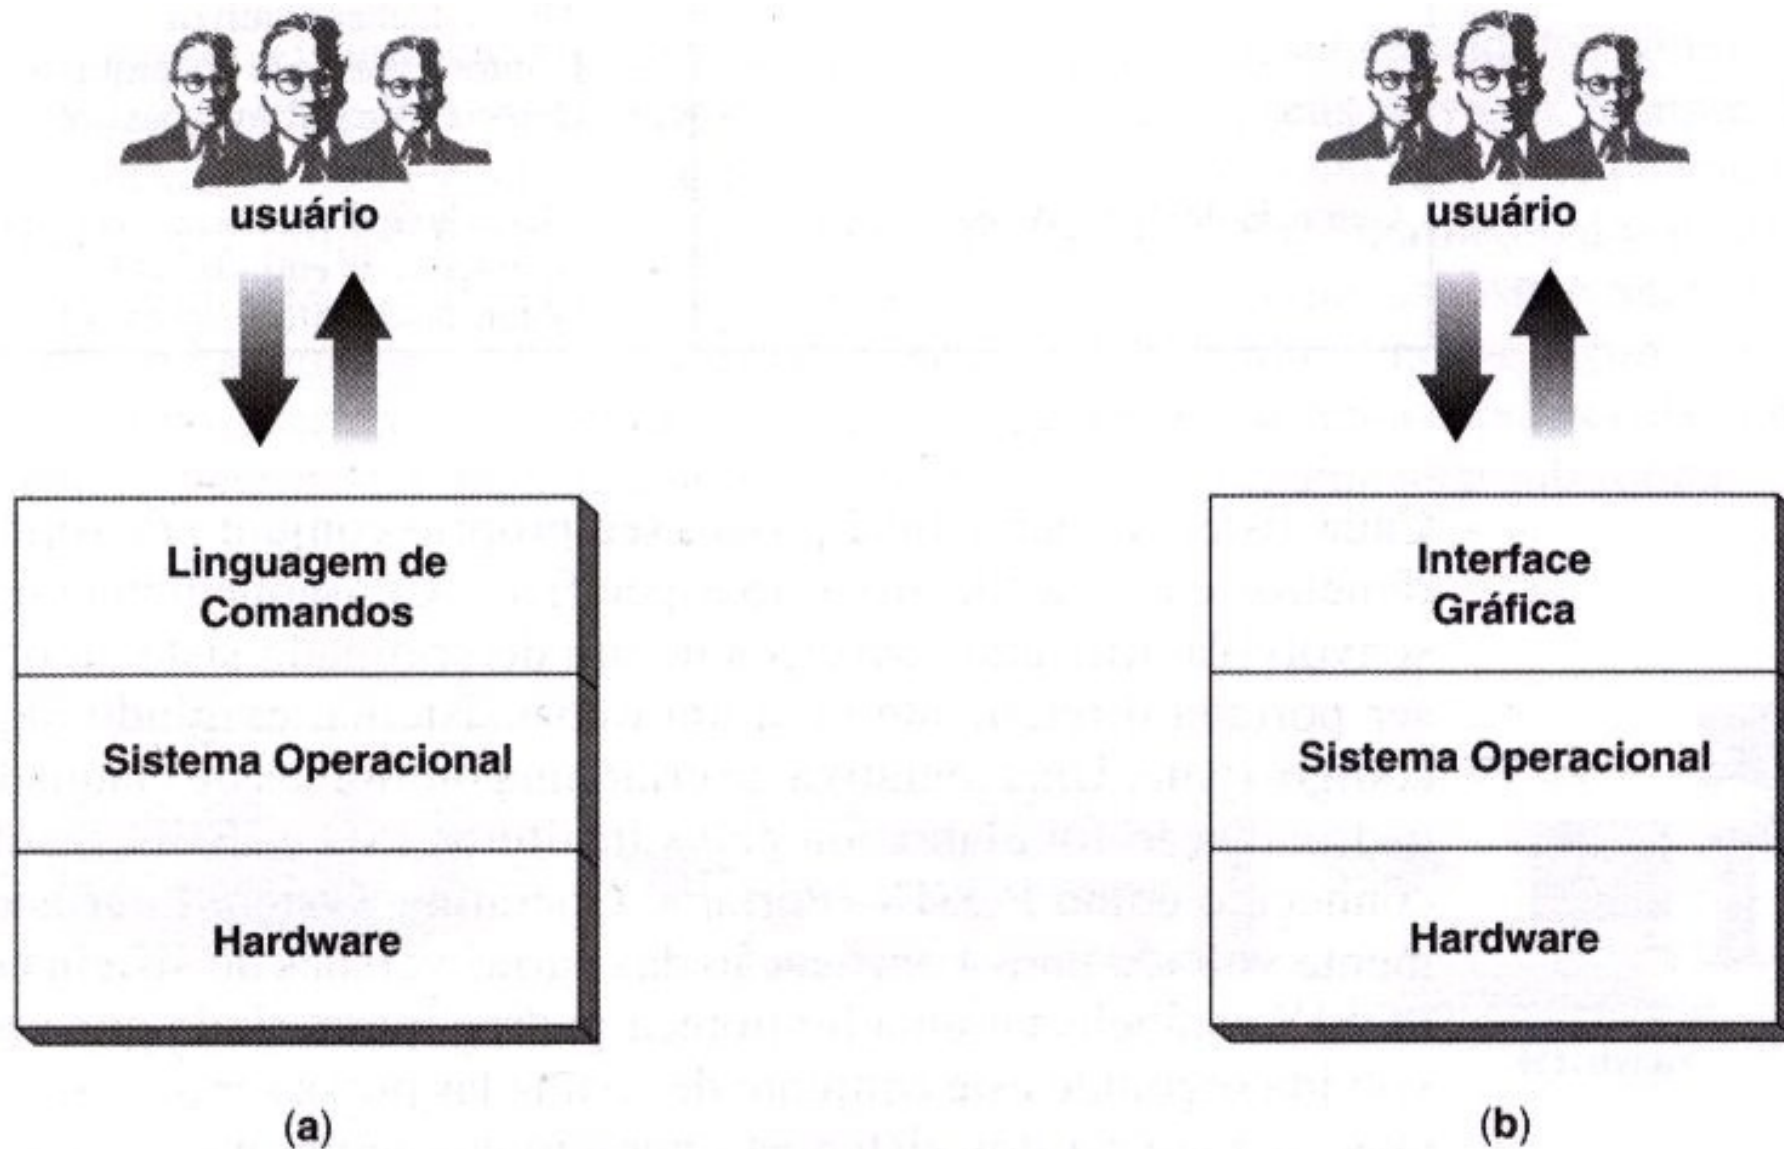 usuário
Linguagem de
Comandos
Sistema Operacional
Hardware
(a)
usuário
Interface
Gráfica
Sistema Operacional
Hardware
(b)